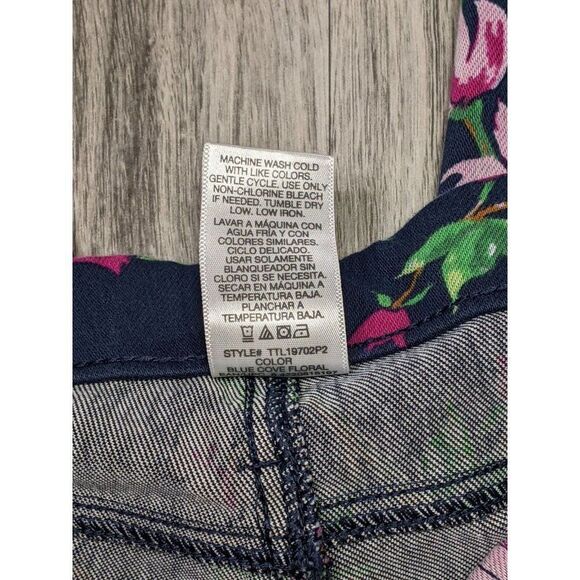 MACHINE WASH COLD
WITH LIKE COLORS.
GENTLE CYCLE. USE ONLY
NON-CHLORINE BLEACH
IF NEEDED. TUMBLE DRY
LOW. LOW IRON.
LAVAR A MÁQUINA CON
AGUA FRÍA Y CON
COLORES SIMILARES.
CICLO DELICADO.
USAR SOLAMENTE
BLANQUEADOR SIN
CLORO SI SE NECESITA.
SECAR EN MÁQUINA A
TEMPERATURA BAJA.
PLANCHAR A
TEMPERATURA BAJA.
STYLE# TTL19702P2
COLOR
BLUE COVE FLORAL